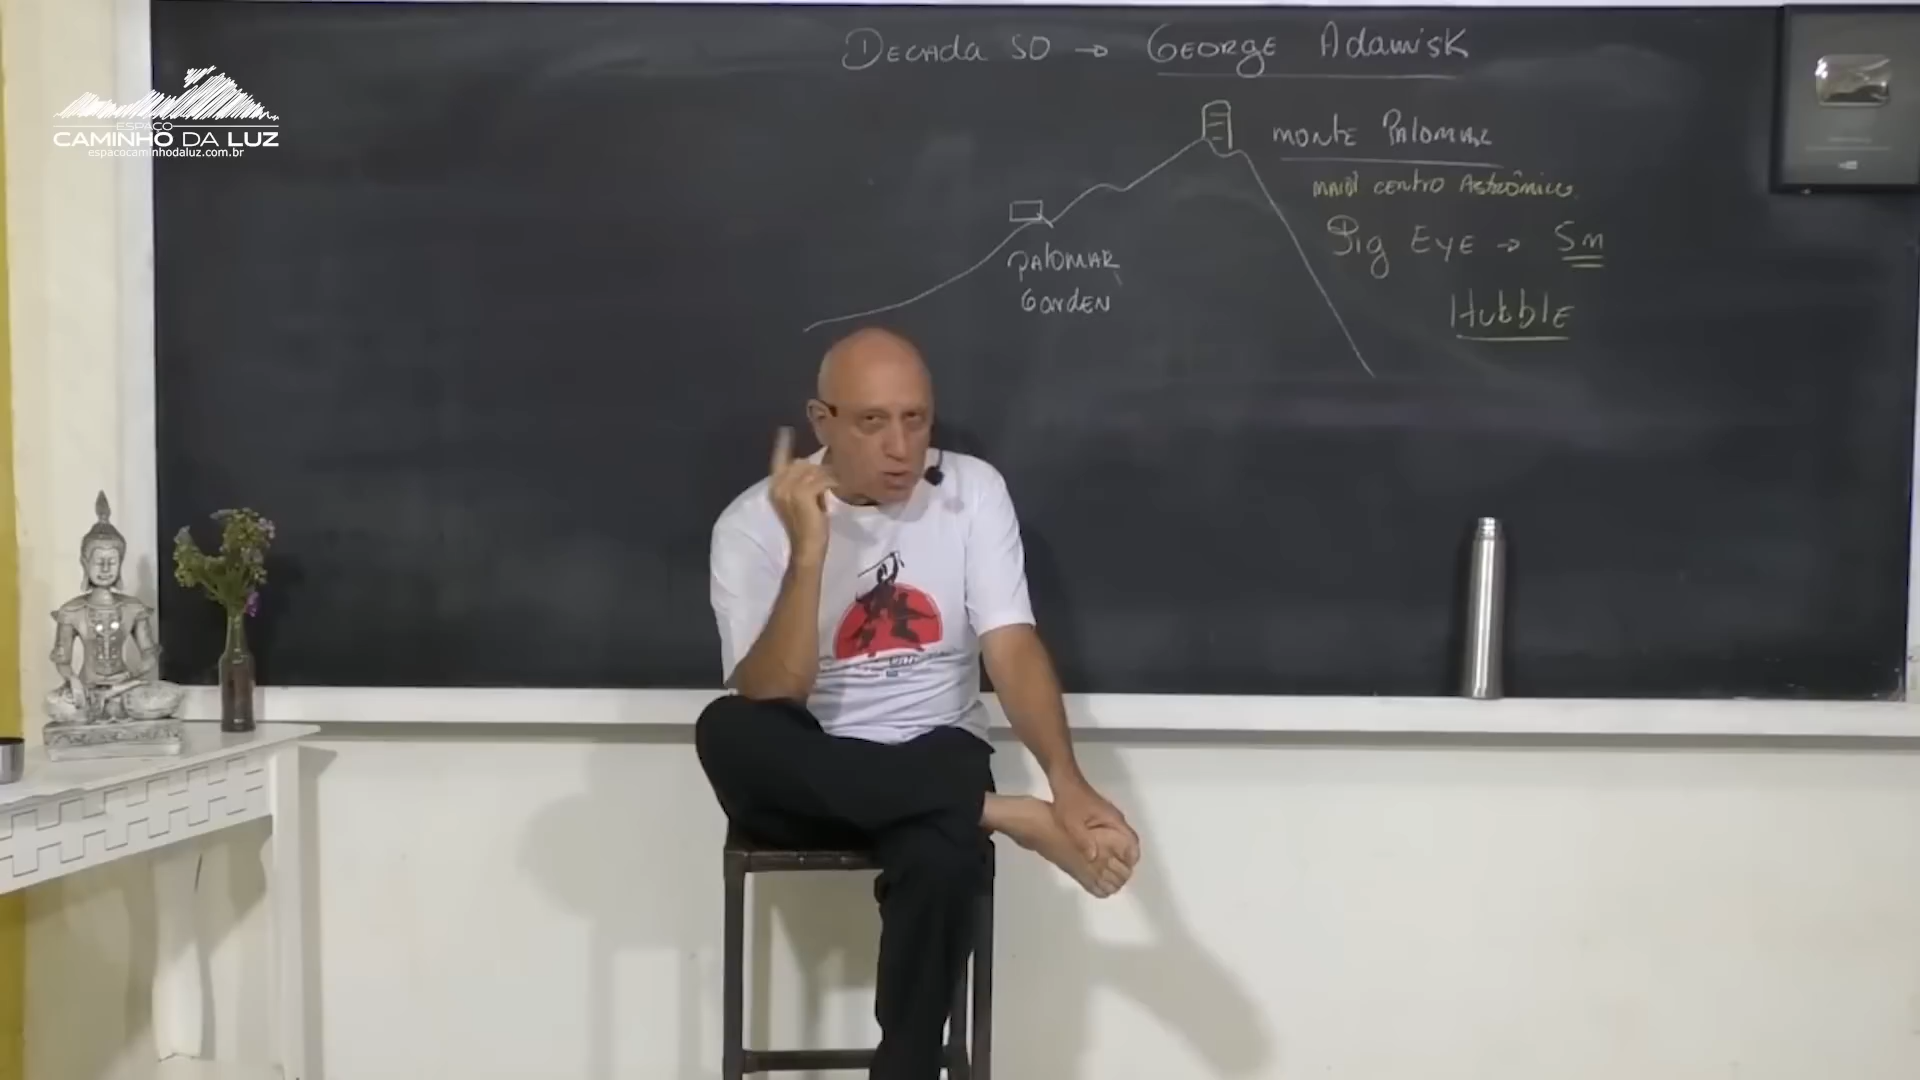 ESPAÇO
CAMINHO DA LUZ
espacocaminhodaluz.com.br
DECADA 50 → GEORGE AdamisK
MONTE PALOMAR
MAIOR CENTRO ASTRÔNÔMICO
Big EYE → 5m
PALOMAR
GARDEN
HubblE